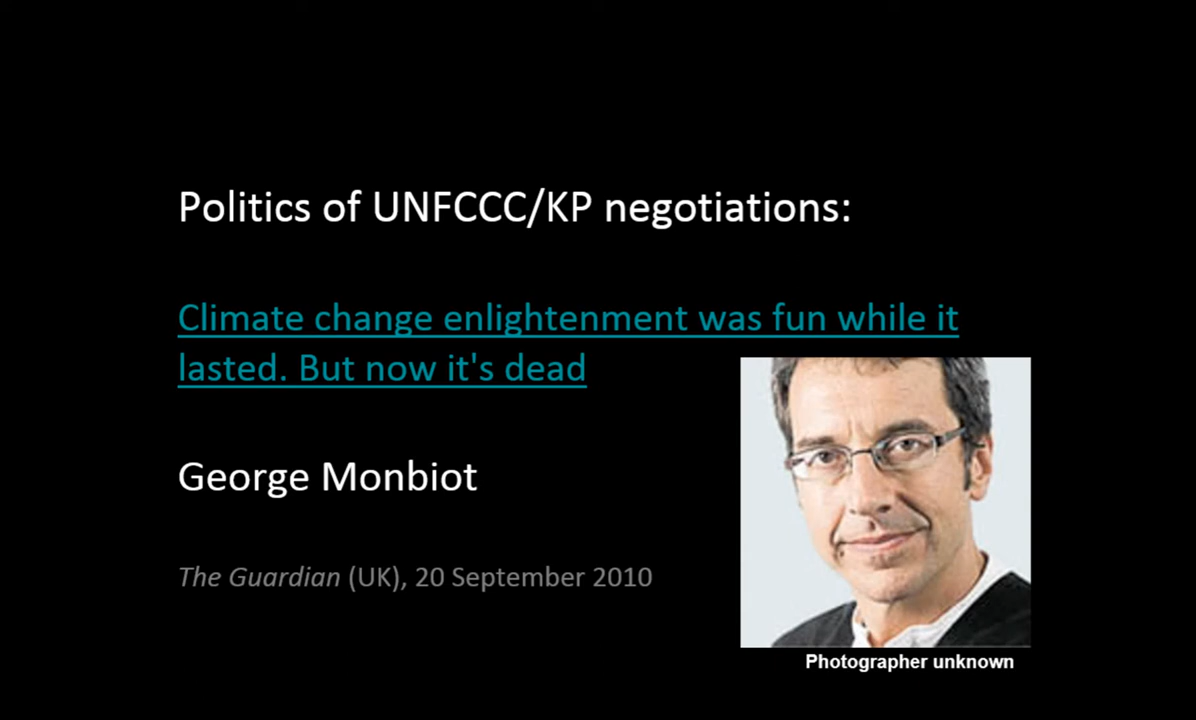 Politics of UNFCCC/KP negotiations:
Climate change enlightenment was fun while it
lasted. But now it's dead
George Monbiot
The Guardian (UK), 20 September 2010
Photographer unknown